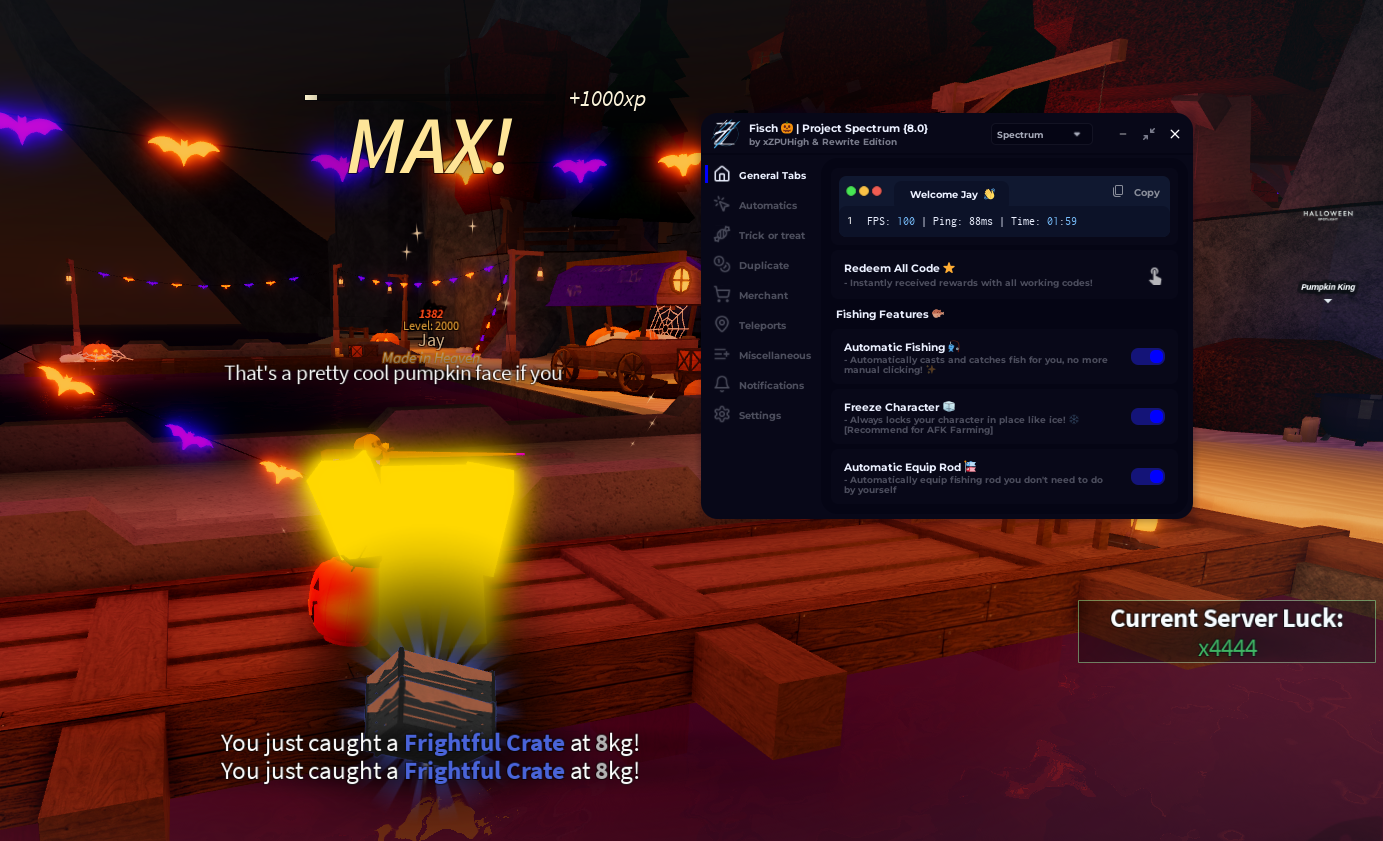 +1000xp
MAX!
1382
Level: 2000
Jay
Made in Heaven
That's a pretty cool pumpkin face if you
You just caught a Frightful Crate at 8kg!
You just caught a Frightful Crate at 8kg!
Fisch 🎃 | Project Spectrum {8.0}
by xZPUHigh & Rewrite Edition
Spectrum
General Tabs
Automatics
Trick or treat
Duplicate
Merchant
Teleports
Miscellaneous
Notifications
Settings
Welcome Jay 👋
Copy
1 FPS: 100 | Ping: 88ms | Time: 01:59
Redeem All Code ⭐
- Instantly received rewards with all working codes!
Fishing Features 🐡
Automatic Fishing 🎣
- Automatically casts and catches fish for you, no more
manual clicking! ✨
Freeze Character 🧊
- Always locks your character in place like ice! ❄️
[Recommend for AFK Farming]
Automatic Equip Rod 🎏
- Automatically equip fishing rod you don't need to do
by yourself
HALLOWEEN
Pumpkin King
Current Server Luck:
x4444